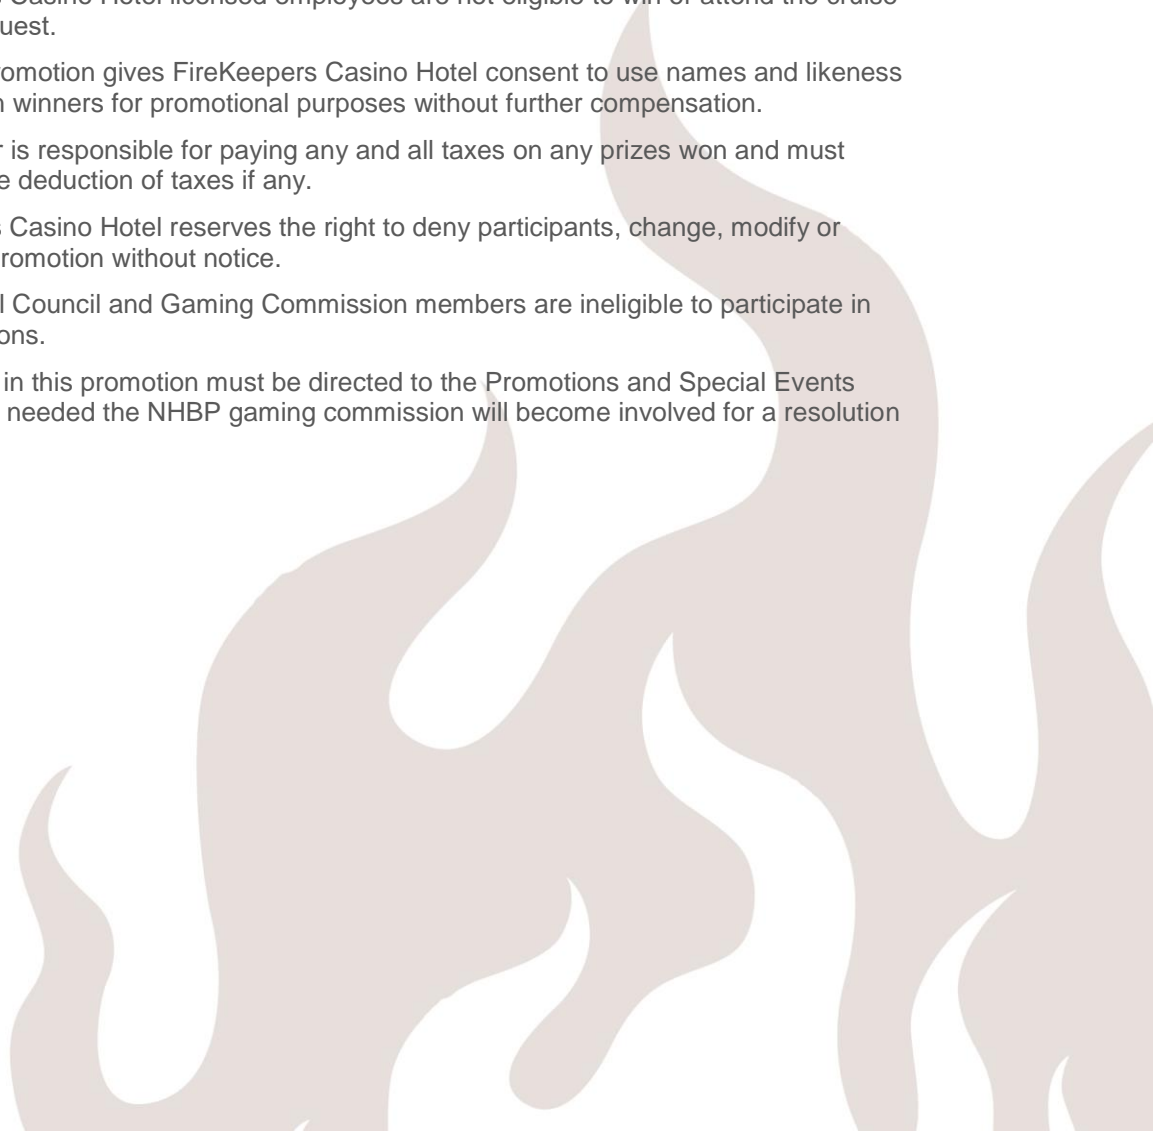 Casino Hotel licensed employees are not eligible to win or attend the cruise
uest.
romotion gives FireKeepers Casino Hotel consent to use names and likeness
winners for promotional purposes without further compensation.
is responsible for paying any and all taxes on any prizes won and must
e deduction of taxes if any.
s Casino Hotel reserves the right to deny participants, change, modify or
romotion without notice.
l Council and Gaming Commission members are ineligible to participate in
ons.
in this promotion must be directed to the Promotions and Special Events
needed the NHBP gaming commission will become involved for a resolution